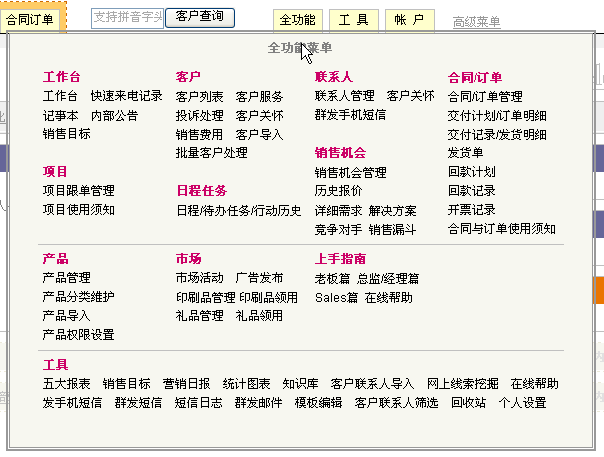 合同订单 支持拼音字头 客户查询 全功能 工 具 帐 户 高级菜单
全功能菜单
工作台
工作台 快速来电记录
记事本 内部公告
销售目标
客户
客户列表 客户服务
投诉处理 客户关怀
销售费用 客户导入
批量客户处理
联系人
联系人管理 客户关怀
群发手机短信
合同/订单
合同/订单管理
交付计划/订单明细
交付记录/发货明细
发货单
回款计划
回款记录
开票记录
合同与订单使用须知
项目
项目跟单管理
项目使用须知
日程任务
日程/待办任务/行动历史
销售机会
销售机会管理
历史报价
详细需求 解决方案
竞争对手 销售漏斗
产品
产品管理
产品分类维护
产品导入
产品权限设置
市场
市场活动 广告发布
印刷品管理 印刷品领用
礼品管理 礼品领用
上手指南
老板篇 总监/经理篇
Sales篇 在线帮助
工具
五大报表 销售目标 营销日报 统计图表 知识库 客户联系人导入 网上线索挖掘 在线帮助
发手机短信 群发短信 短信日志 群发邮件 模板编辑 客户联系人筛选 回收站 个人设置